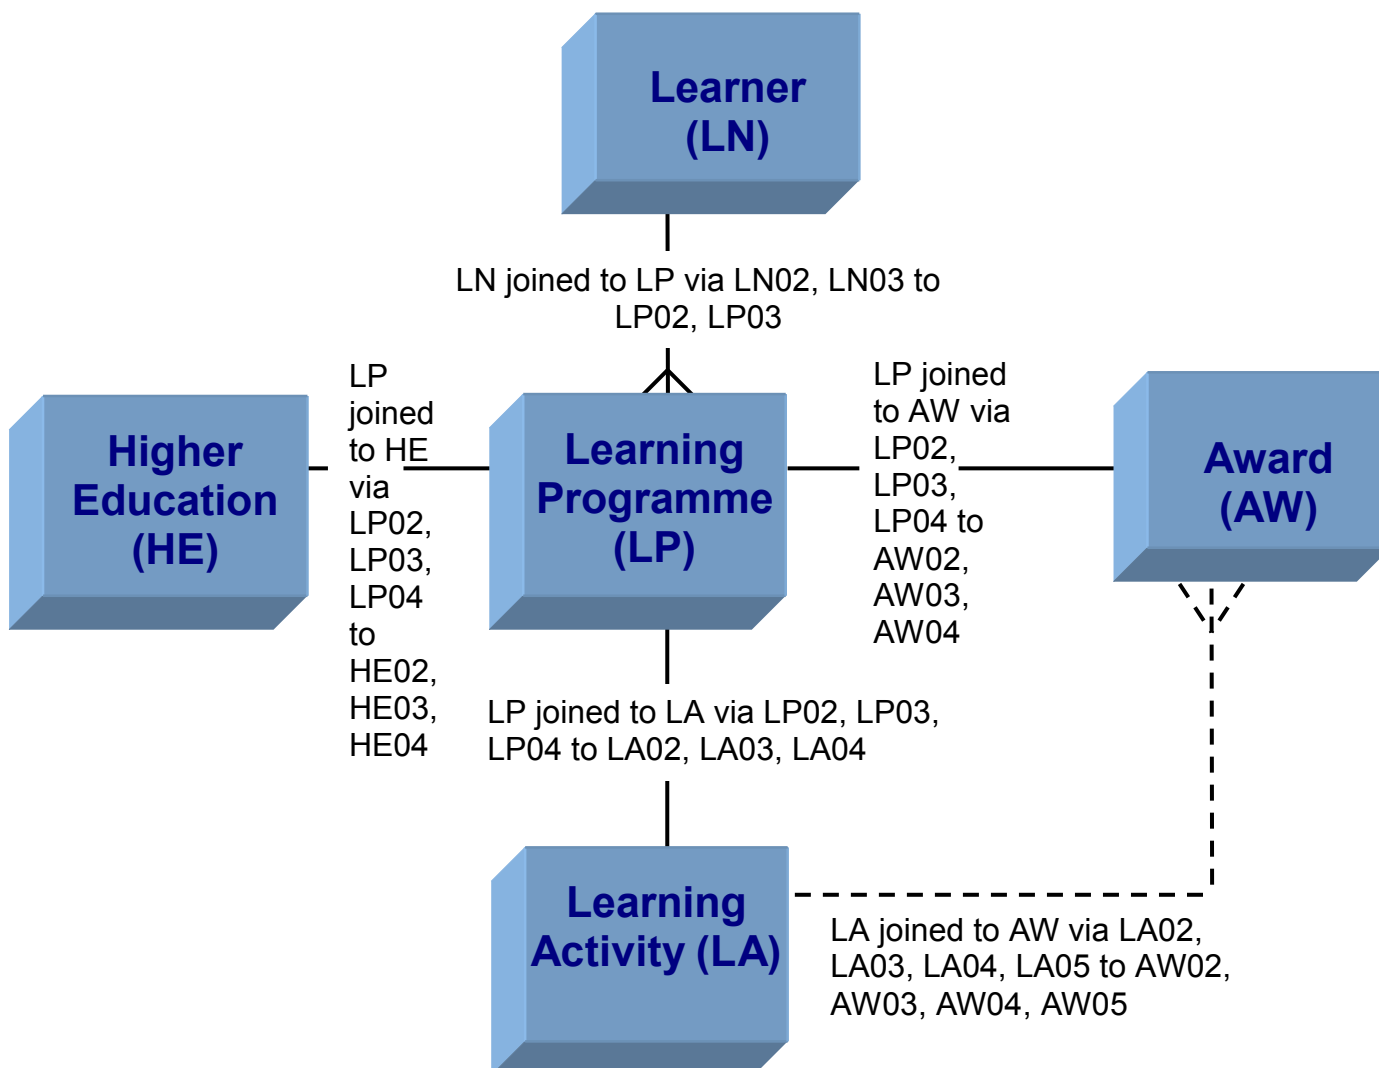 Learner
(LN)
LN joined to LP via LN02, LN03 to
LP02, LP03
Higher
Education
(HE)
LP
joined
to HE
via
LP02,
LP03,
LP04
to
HE02,
HE03,
HE04
Learning
Programme
(LP)
LP joined
to AW via
LP02,
LP03,
LP04 to
AW02,
AW03,
AW04
Award
(AW)
LP joined to LA via LP02, LP03,
LP04 to LA02, LA03, LA04
Learning
Activity (LA)
LA joined to AW via LA02,
LA03, LA04, LA05 to AW02,
AW03, AW04, AW05